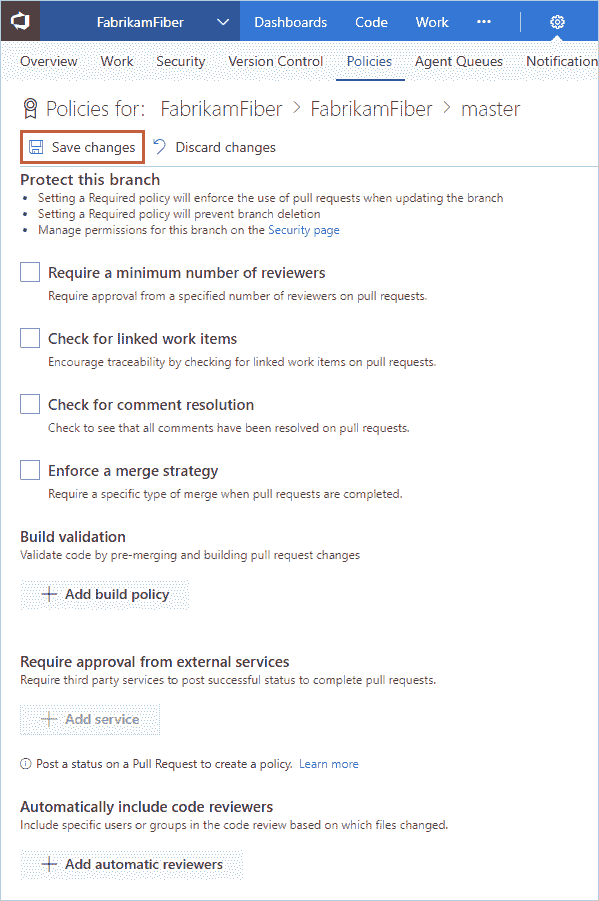 FabrikamFiber Dashboards Code Work •••
Overview Work Security Version Control Policies Agent Queues Notification
Policies for: FabrikamFiber > FabrikamFiber > master
Save changes Discard changes
Protect this branch
• Setting a Required policy will enforce the use of pull requests when updating the branch
• Setting a Required policy will prevent branch deletion
• Manage permissions for this branch on the Security page
Require a minimum number of reviewers
Require approval from a specified number of reviewers on pull requests.
Check for linked work items
Encourage traceability by checking for linked work items on pull requests.
Check for comment resolution
Check to see that all comments have been resolved on pull requests.
Enforce a merge strategy
Require a specific type of merge when pull requests are completed.
Build validation
Validate code by pre-merging and building pull request changes
+ Add build policy
Require approval from external services
Require third party services to post successful status to complete pull requests.
+ Add service
Post a status on a Pull Request to create a policy. Learn more
Automatically include code reviewers
Include specific users or groups in the code review based on which files changed.
+ Add automatic reviewers